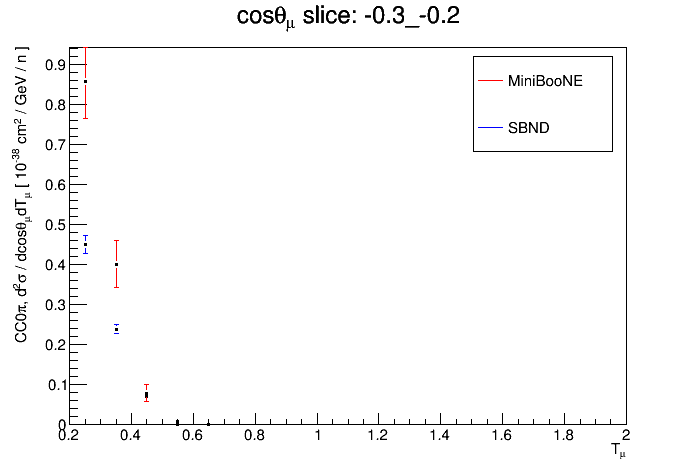 cosθμ slice: -0.3_-0.2
CC0π, d²σ / dcosθμdTμ [ 10⁻³⁸ cm² / GeV / n ]
0.9
0.8
0.7
0.6
0.5
0.4
0.3
0.2
0.1
0
MiniBooNE
SBND
0.2 0.4 0.6 0.8 1 1.2 1.4 1.6 1.8 2
Tμ